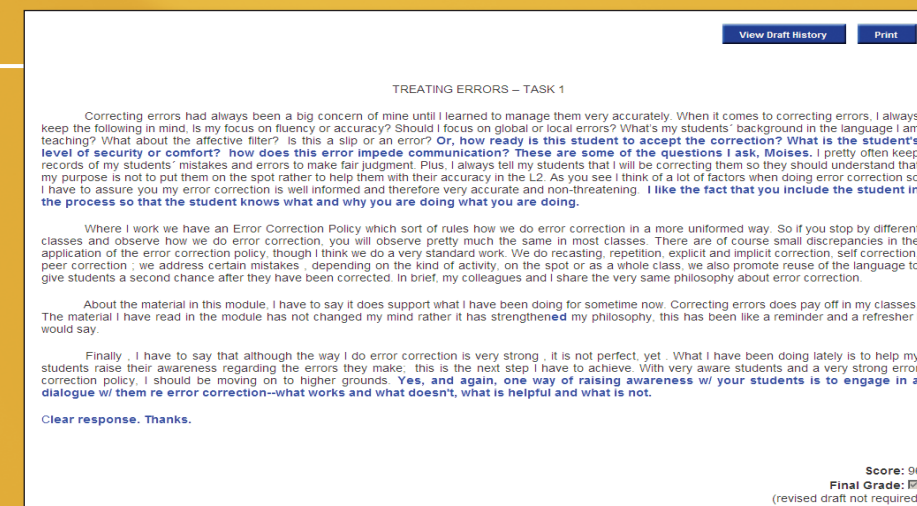 View Draft History
Print
TREATING ERRORS – TASK 1
Correcting errors had always been a big concern of mine until I learned to manage them very accurately. When it comes to correcting errors, I always
keep the following in mind, Is my focus on fluency or accuracy? Should I focus on global or local errors? What's my students´ background in the language I am
teaching? What about the affective filter? Is this a slip or an error? Or, how ready is this student to accept the correction? What is the student's
level of security or comfort? how does this error impede communication? These are some of the questions I ask, Moises. I pretty often keep
records of my students´ mistakes and errors to make fair judgment. Plus, I always tell my students that I will be correcting them so they should understand that
my purpose is not to put them on the spot rather to help them with their accuracy in the L2. As you see I think of a lot of factors when doing error correction so
I have to assure you my error correction is well informed and therefore very accurate and non-threatening. I like the fact that you include the student in
the process so that the student knows what and why you are doing what you are doing.
Where I work we have an Error Correction Policy which sort of rules how we do error correction in a more uniformed way. So if you stop by different
classes and observe how we do error correction, you will observe pretty much the same in most classes. There are of course small discrepancies in the
application of the error correction policy, though I think we do a very standard work. We do recasting, repetition, explicit and implicit correction, self correction,
peer correction ; we address certain mistakes , depending on the kind of activity, on the spot or as a whole class, we also promote reuse of the language to
give students a second chance after they have been corrected. In brief, my colleagues and I share the very same philosophy about error correction.
About the material in this module, I have to say it does support what I have been doing for sometime now. Correcting errors does pay off in my classes.
The material I have read in the module has not changed my mind rather it has strengthened my philosophy, this has been like a reminder and a refresher I
would say.
Finally , I have to say that although the way I do error correction is very strong , it is not perfect, yet . What I have been doing lately is to help my
students raise their awareness regarding the errors they make; this is the next step I have to achieve. With very aware students and a very strong error
correction policy, I should be moving on to higher grounds. Yes, and again, one way of raising awareness w/ your students is to engage in a
dialogue w/ them re error correction--what works and what doesn't, what is helpful and what is not.
Clear response. Thanks.
Score:
Final Grade:
(revised draft not required